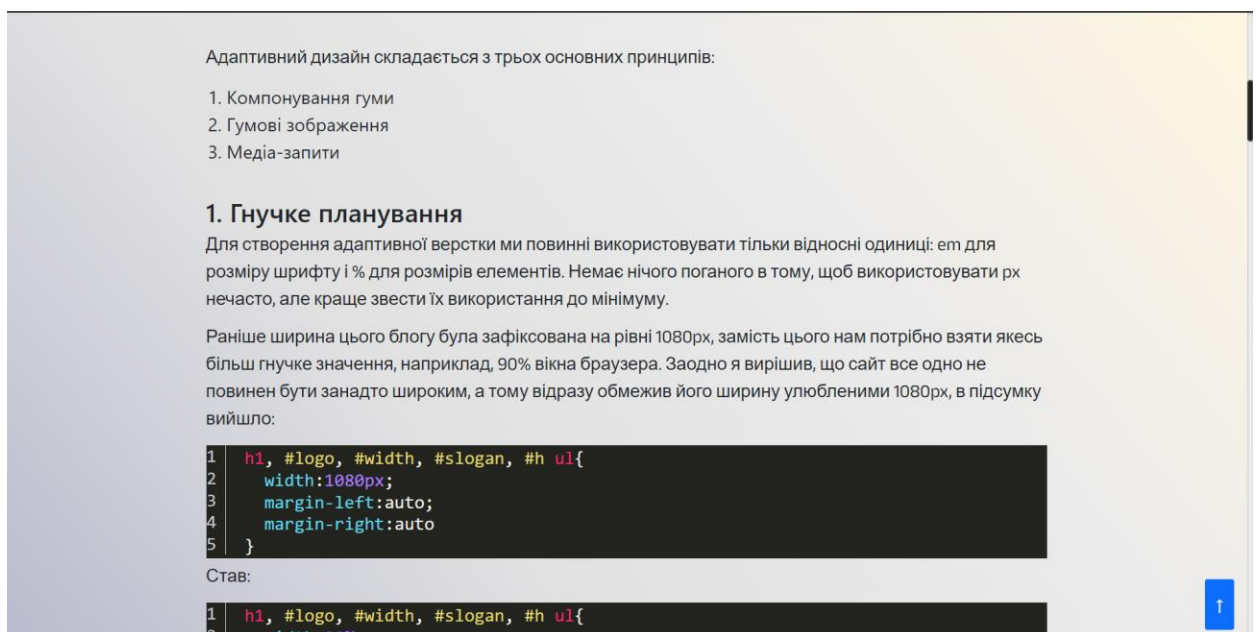 Адаптивний дизайн складається з трьох основних принципів:
1. Компонування гуми
2. Гумові зображення
3. Медіа-запити
1. Гнучке планування
Для створення адаптивної верстки ми повинні використовувати тільки відносні одиниці: em для
розміру шрифту і % для розмірів елементів. Немає нічого поганого в тому, щоб використовувати px
нечасто, але краще звести їх використання до мінімуму.
Раніше ширина цього блогу була зафіксована на рівні 1080px, замість цього нам потрібно взяти якесь
більш гнучке значення, наприклад, 90% вікна браузера. Заодно я вирішив, що сайт все одно не
повинен бути занадто широким, а тому відразу обмежив його ширину улюбленими 1080px, в підсумку
вийшло:
1 h1, #logo, #width, #slogan, #h ul{
2 width:1080px;
3 margin-left:auto;
4 margin-right:auto
5 }
Став:
1 h1, #logo, #width, #slogan, #h ul{
↑